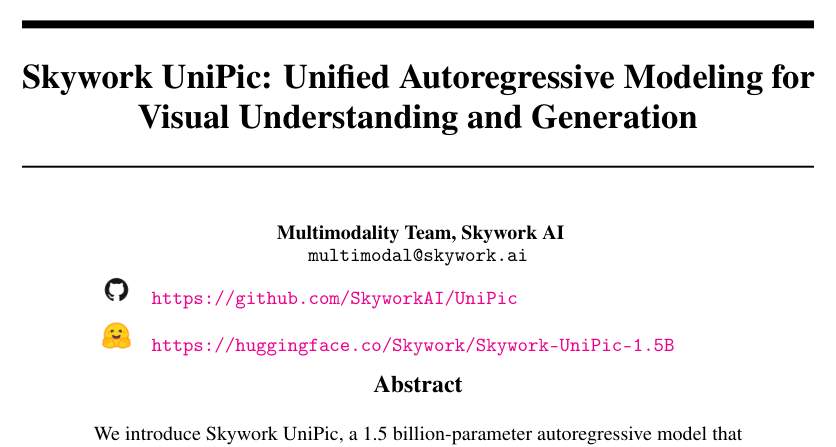 Skywork UniPic: Unified Autoregressive Modeling for
Visual Understanding and Generation
Multimodality Team, Skywork AI
multimodal@skywork.ai
https://github.com/SkyworkAI/UniPic
https://huggingface.co/Skywork/Skywork-UniPic-1.5B
Abstract
We introduce Skywork UniPic, a 1.5 billion-parameter autoregressive model that